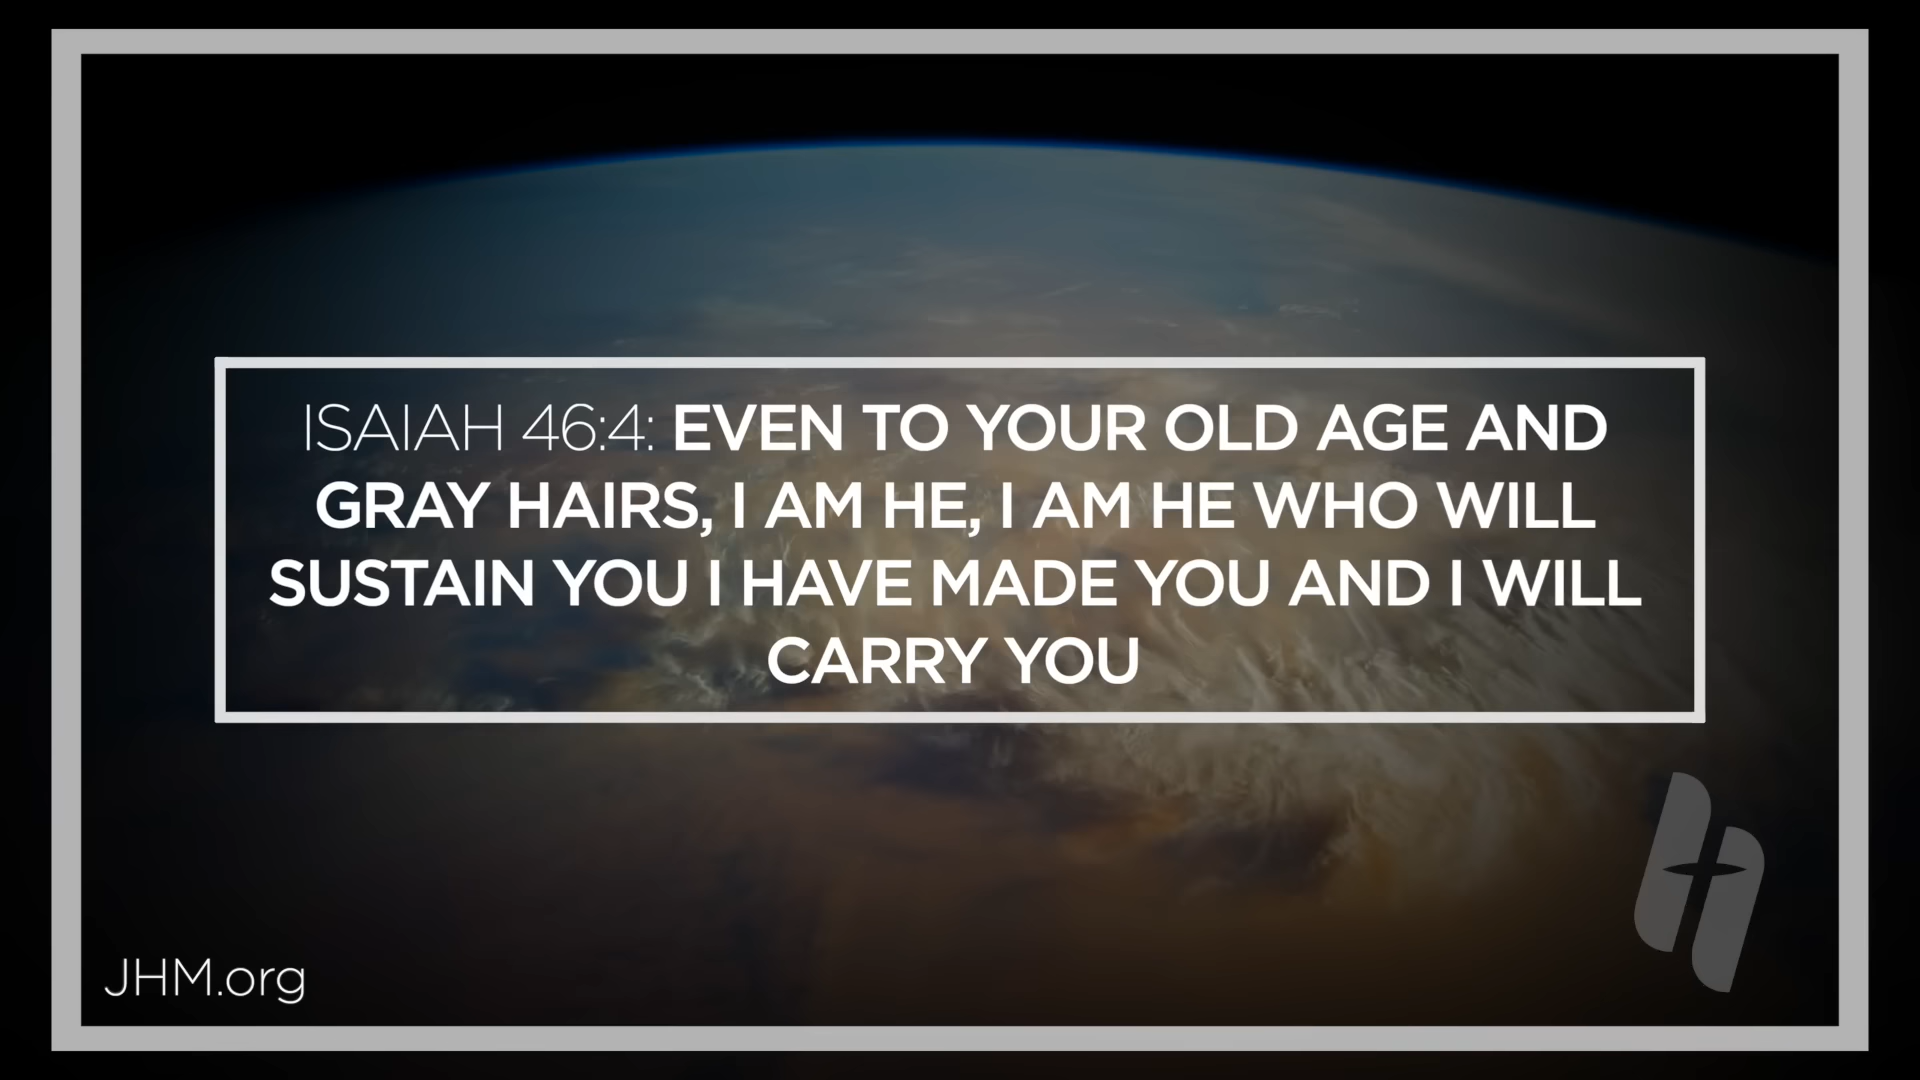 ISAIAH 46:4: EVEN TO YOUR OLD AGE AND
GRAY HAIRS, I AM HE, I AM HE WHO WILL
SUSTAIN YOU I HAVE MADE YOU AND I WILL
CARRY YOU
JHM.org